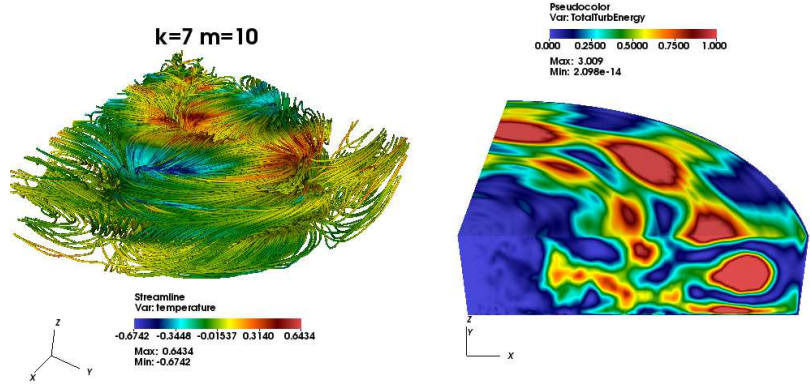 k=7 m=10
Streamline
Var: temperature
-0.6742 -0.3446 -0.01537 0.3140 0.6434
Max: 0.6434
Min: -0.6742
Z
Y
X
Pseudocolor
Var: TotalTurbEnergy
0.000 0.2500 0.5000 0.7500 1.000
Max: 3.009
Min: 2.098e-14
Z
Y
X